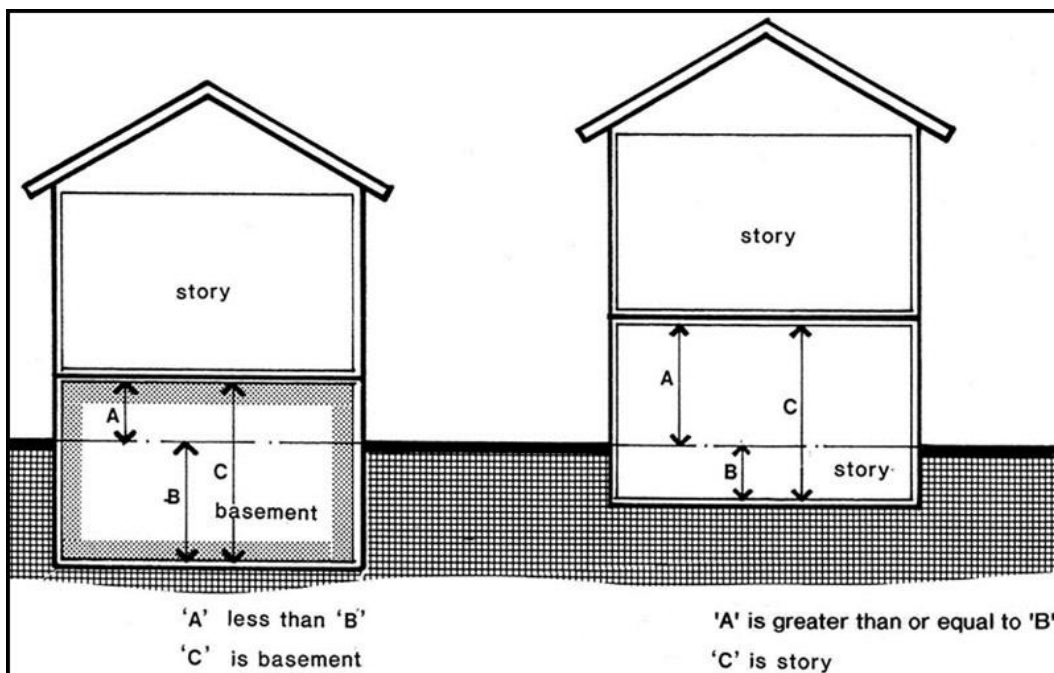 story
A
C
B
basement
'A' less than 'B'
'C' is basement
story
A
C
B
story
'A' is greater than or equal to 'B'
'C' is story